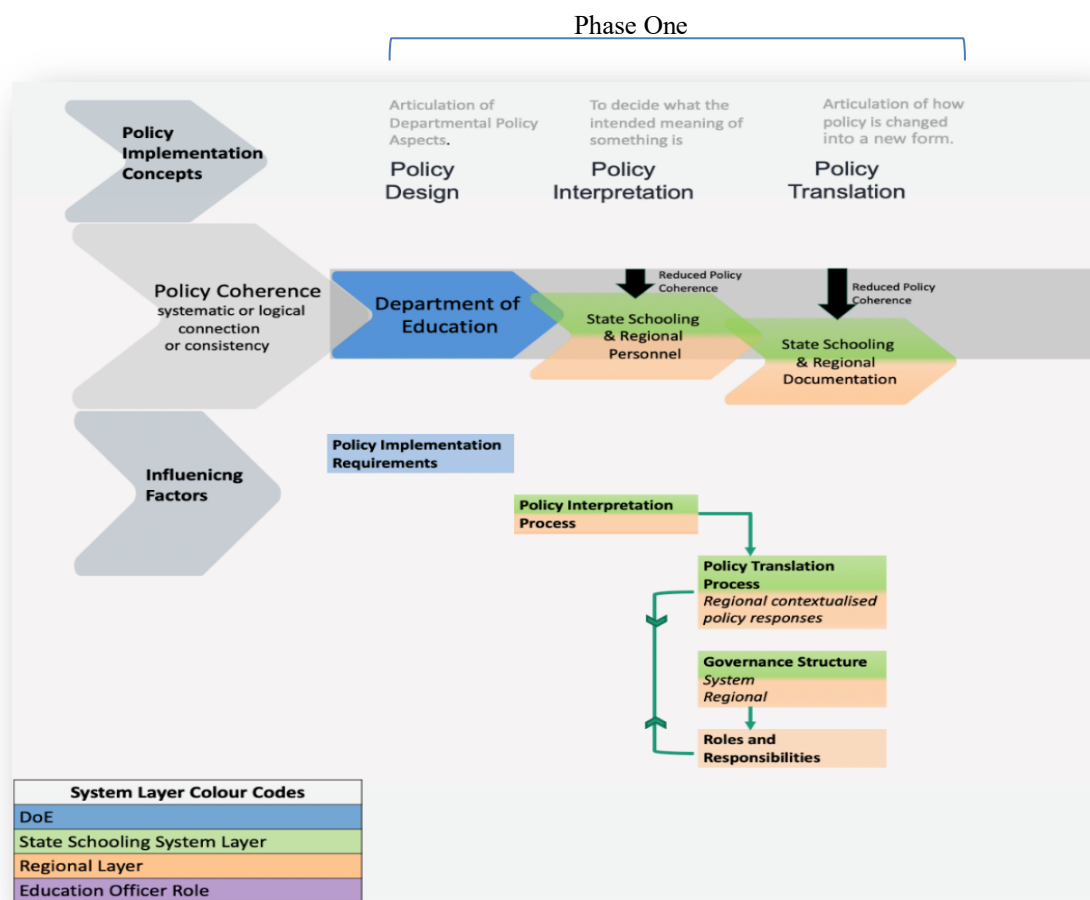 Phase One
Policy
Implementation
Concepts
Articulation of
Departmental Policy
Aspects.
Policy
Design
To decide what the
intended meaning of
something is
Policy
Interpretation
Articulation of how
policy is changed
into a new form.
Policy
Translation
Policy Coherence
systematic or logical
connection
or consistency
Department of
Education
Reduced Policy
Coherence
State Schooling
& Regional
Personnel
Reduced Policy
Coherence
State Schooling
& Regional
Documentation
Influenicng
Factors
Policy Implementation
Requirements
Policy Interpretation
Process
Policy Translation
Process
Regional contextualised
policy responses
Governance Structure
System
Regional
Roles and
Responsibilities
System Layer Colour Codes
DoE
State Schooling System Layer
Regional Layer
Education Officer Role